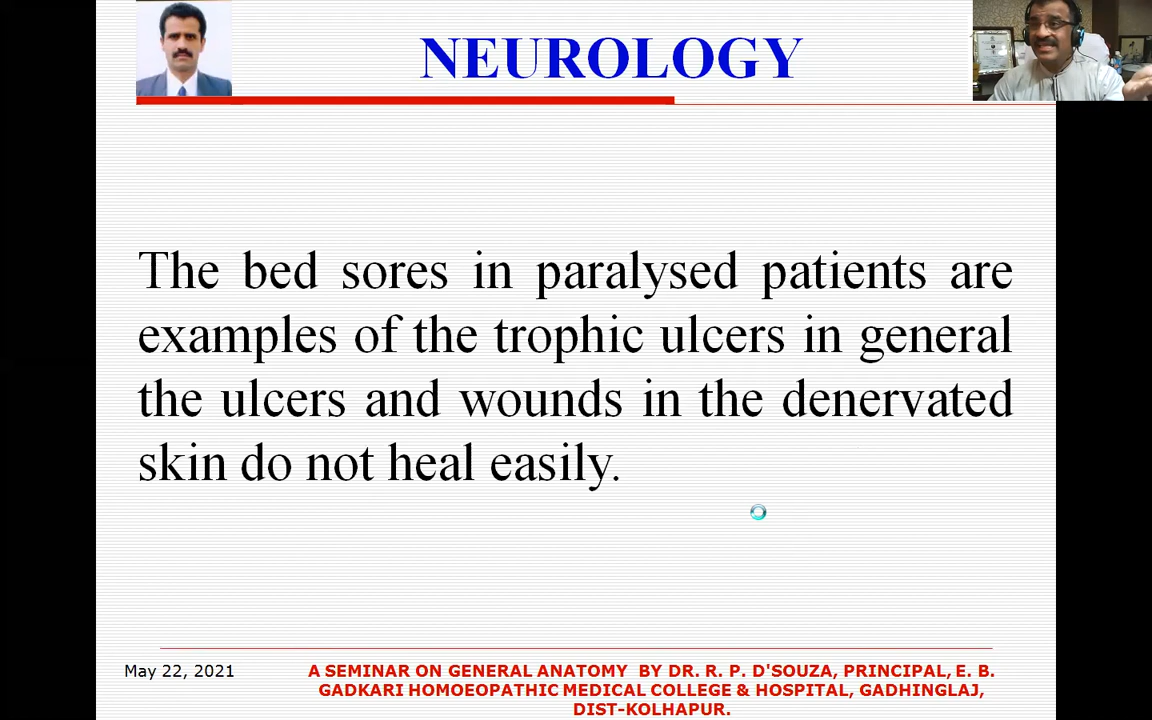 NEUROLOGY
The bed sores in paralysed patients are
examples of the trophic ulcers in general
the ulcers and wounds in the denervated
skin do not heal easily.
May 22, 2021
A SEMINAR ON GENERAL ANATOMY BY DR. R. P. D'SOUZA, PRINCIPAL, E. B.
GADKARI HOMOEOPATHIC MEDICAL COLLEGE & HOSPITAL, GADHINGLAJ,
DIST-KOLHAPUR.